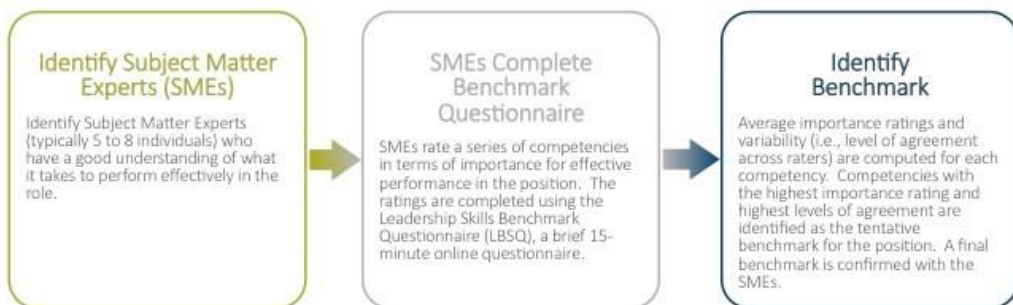 Identify Subject Matter
Experts (SMEs)
Identify Subject Matter Experts
(typically 5 to 8 individuals) who
have a good understanding of what
it takes to perform effectively in the
role.
SMEs Complete
Benchmark
Questionnaire
SMEs rate a series of competencies
in terms of importance for effective
performance in the position. The
ratings are completed using the
Leadership Skills Benchmark
Questionnaire (LBSQ), a brief 15-
minute online questionnaire.
Identify
Benchmark
Average importance ratings and
variability (i.e., level of agreement
across raters) are computed for each
competency. Competencies with
the highest importance rating and
highest levels of agreement are
identified as the tentative
benchmark for the position. A final
benchmark is confirmed with the
SMEs.